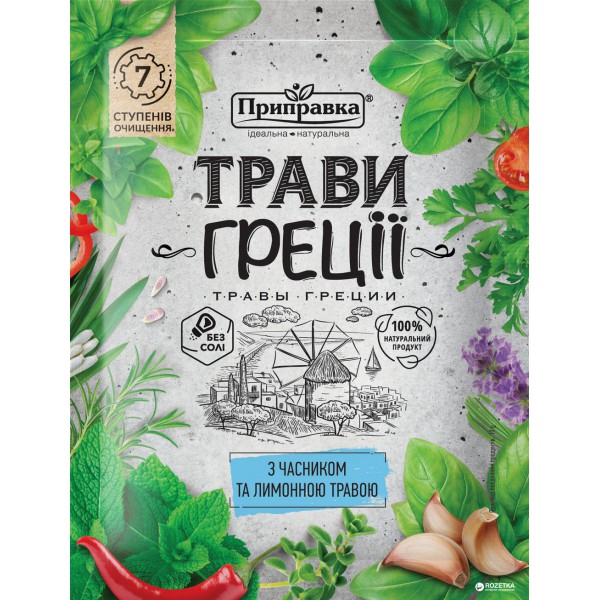 7
СТУПЕНІВ
ОЧИЩЕННЯ
Приправка®
ідеальна натуральна
ТРАВИ
ГРЕЦІЇ
ТРАВЫ ГРЕЦИИ
БЕЗ
СОЛІ
100%
НАТУРАЛЬНИЙ
ПРОДУКТ
З ЧАСНИКОМ
ТА ЛИМОННОЮ ТРАВОЮ
ROZETKA